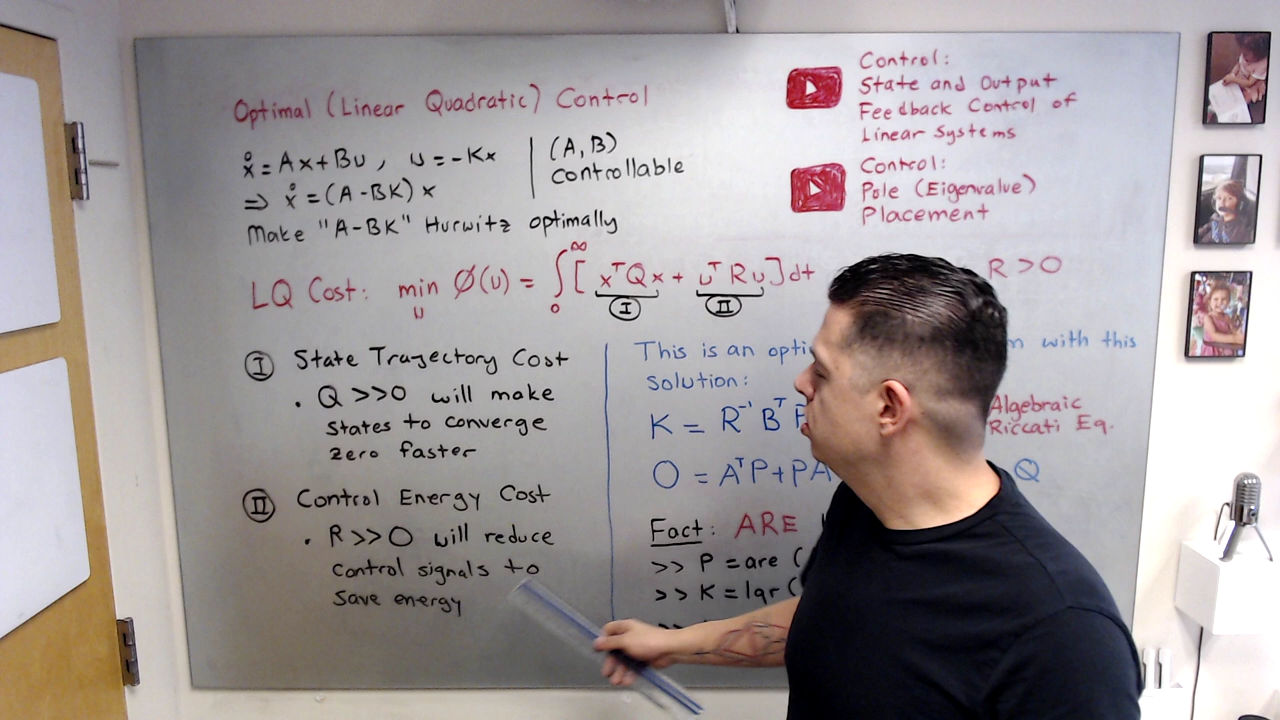 Optimal (Linear Quadratic) Control
ẋ = Ax + Bu , u = -Kx
⇒ ẋ = (A - BK) x
(A, B)
controllable
Make "A-BK" Hurwitz optimally
Control:
State and Output
Feedback Control of
Linear Systems
Control:
Pole (Eigenvalue)
Placement
LQ Cost: min Ø(u) = ∫ [ xᵀQx + uᵀRu ] dt
u
0
∞
I
II
R > 0
I State Trajectory Cost
. Q >>0 will make
states to converge
zero faster
II Control Energy Cost
. R>>0 will reduce
control signals to
save energy
This is an with this
solution:
K = R⁻¹ Bᵀ
Algebraic
Riccati Eq.
0 = AᵀP + PA Q
Fact: ARE
>> P = are (
>> K = lqr (
>>